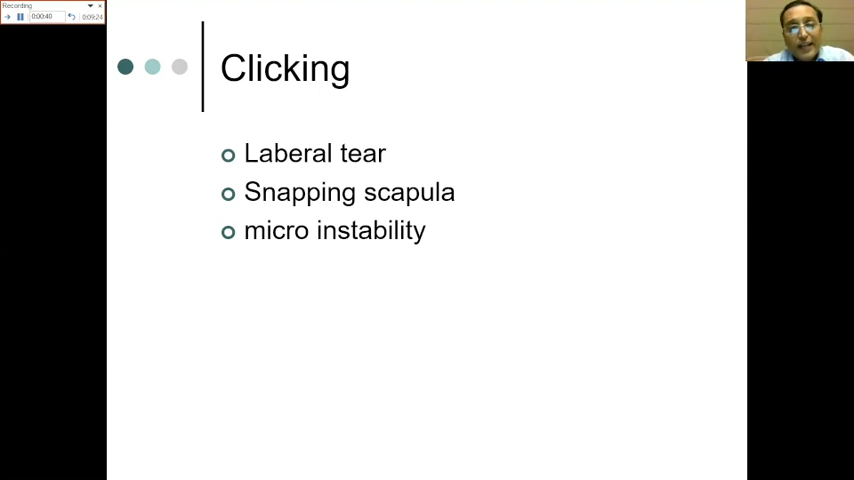 Recording
0:00:40
0:09:24
Clicking
Laberal tear
Snapping scapula
micro instability